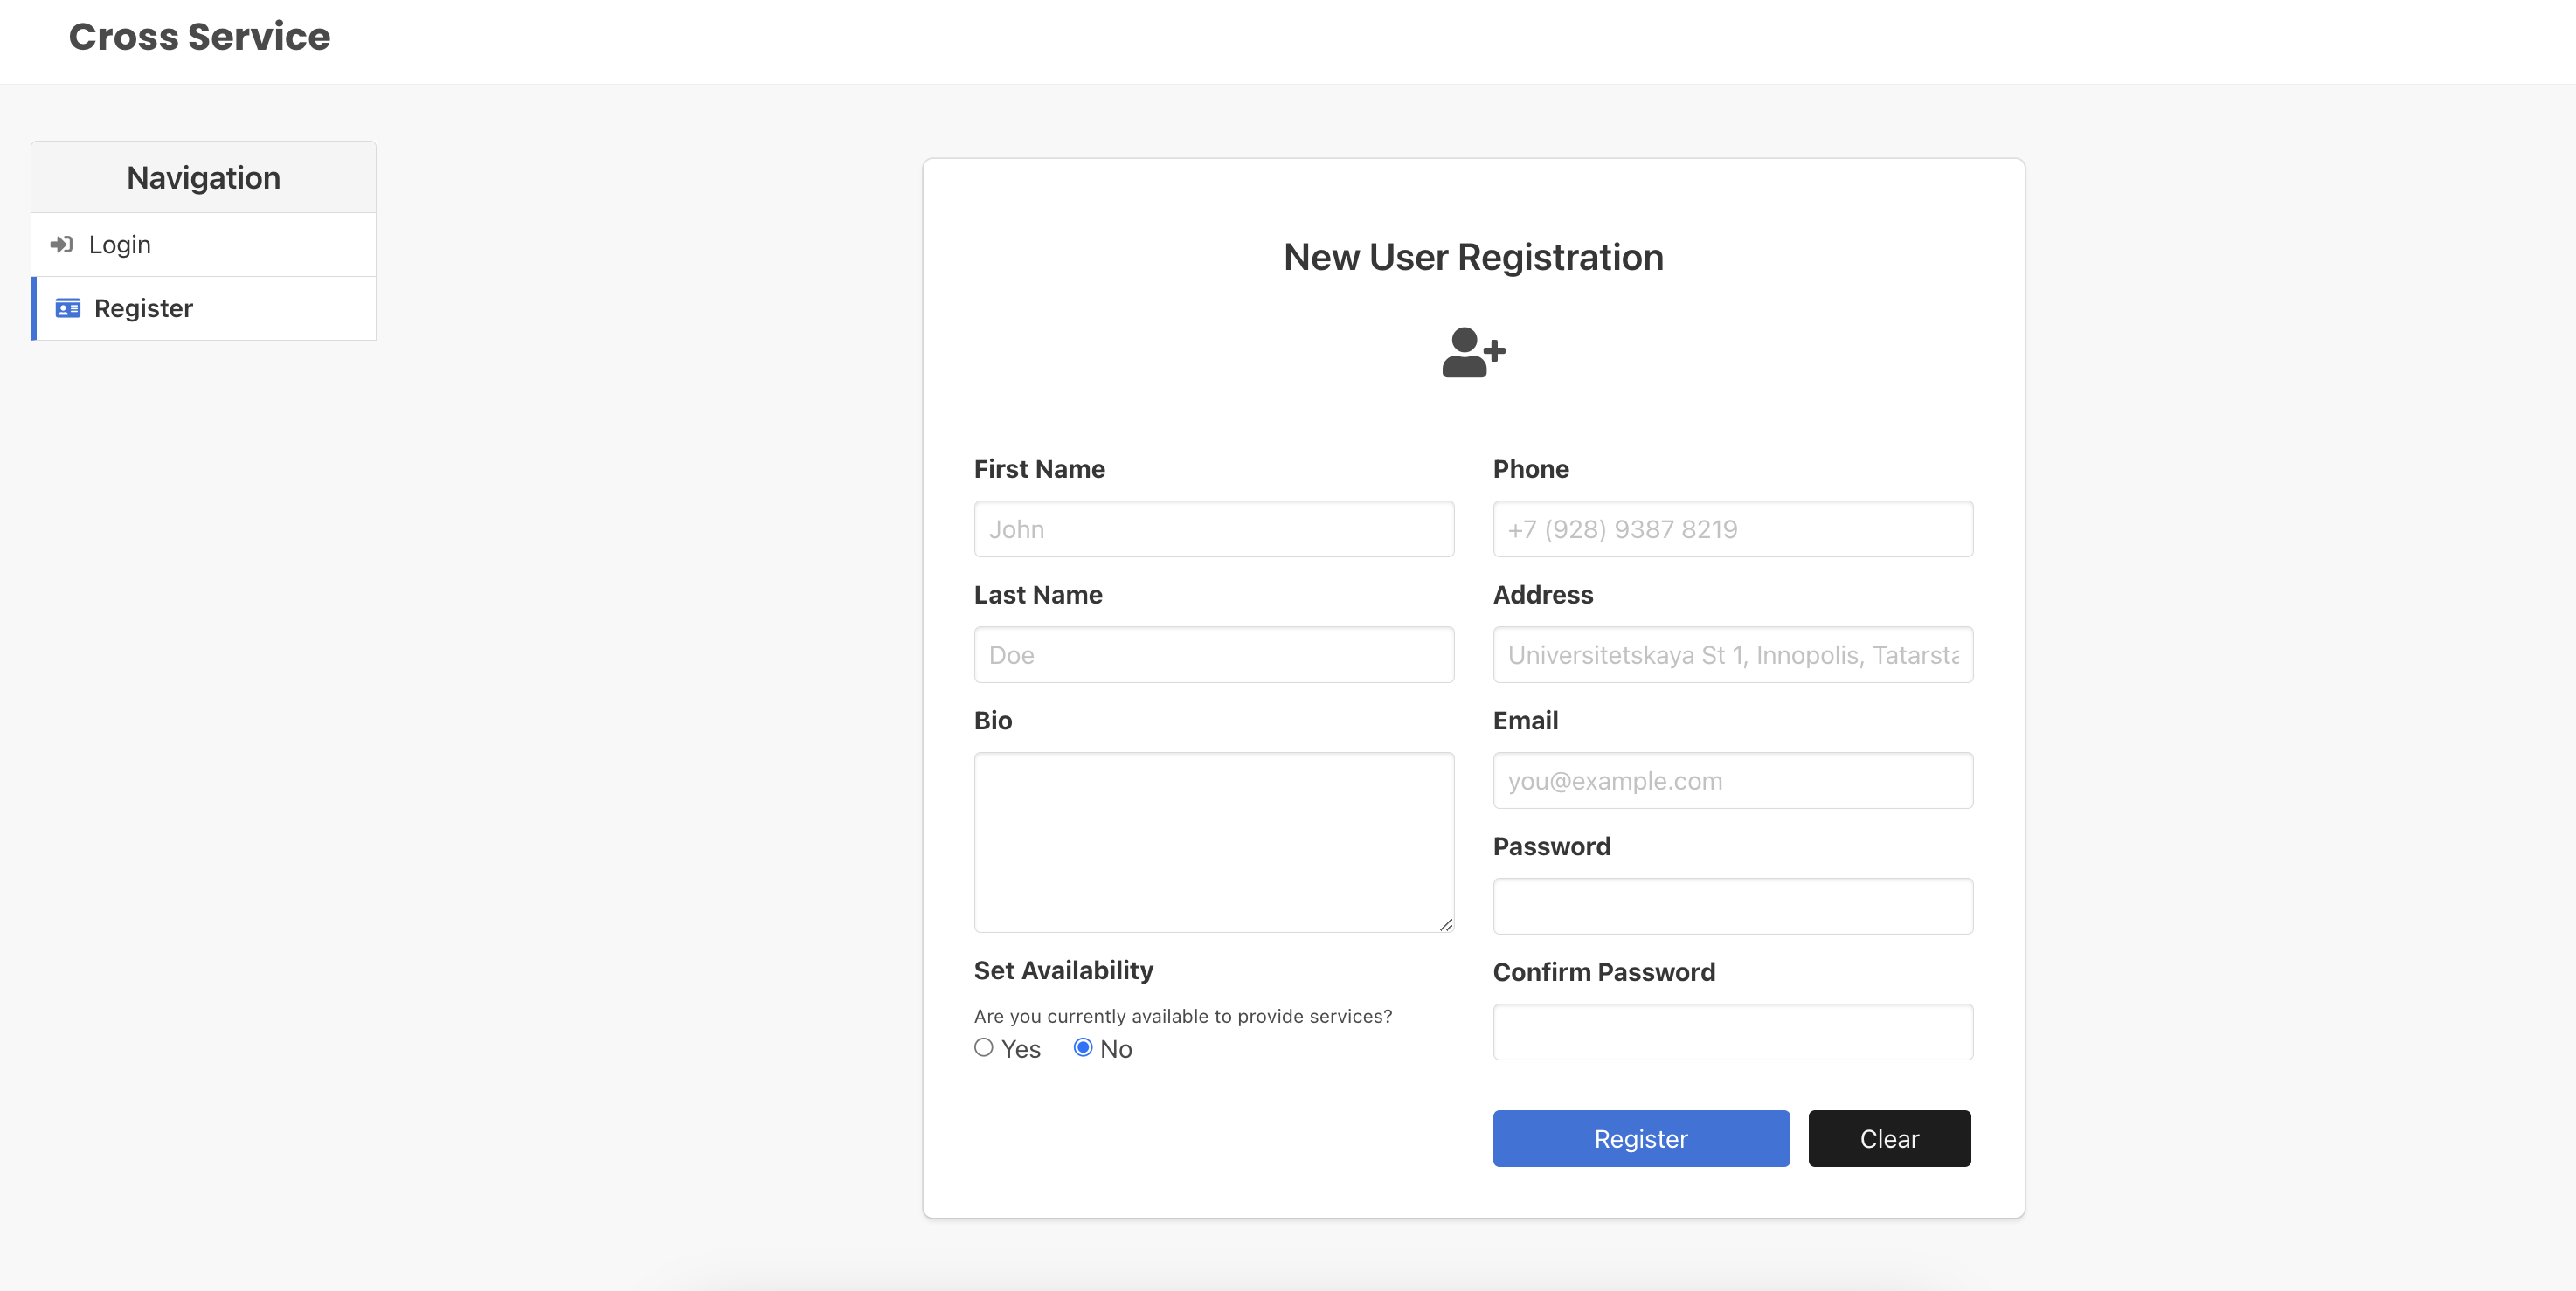 Cross Service
Navigation
Login
Register
New User Registration
First Name
John
Last Name
Doe
Bio
Set Availability
Are you currently available to provide services?
Yes No
Phone
+7 (928) 9387 8219
Address
Universitetskaya St 1, Innopolis, Tatarsta
Email
you@example.com
Password
Confirm Password
Register Clear